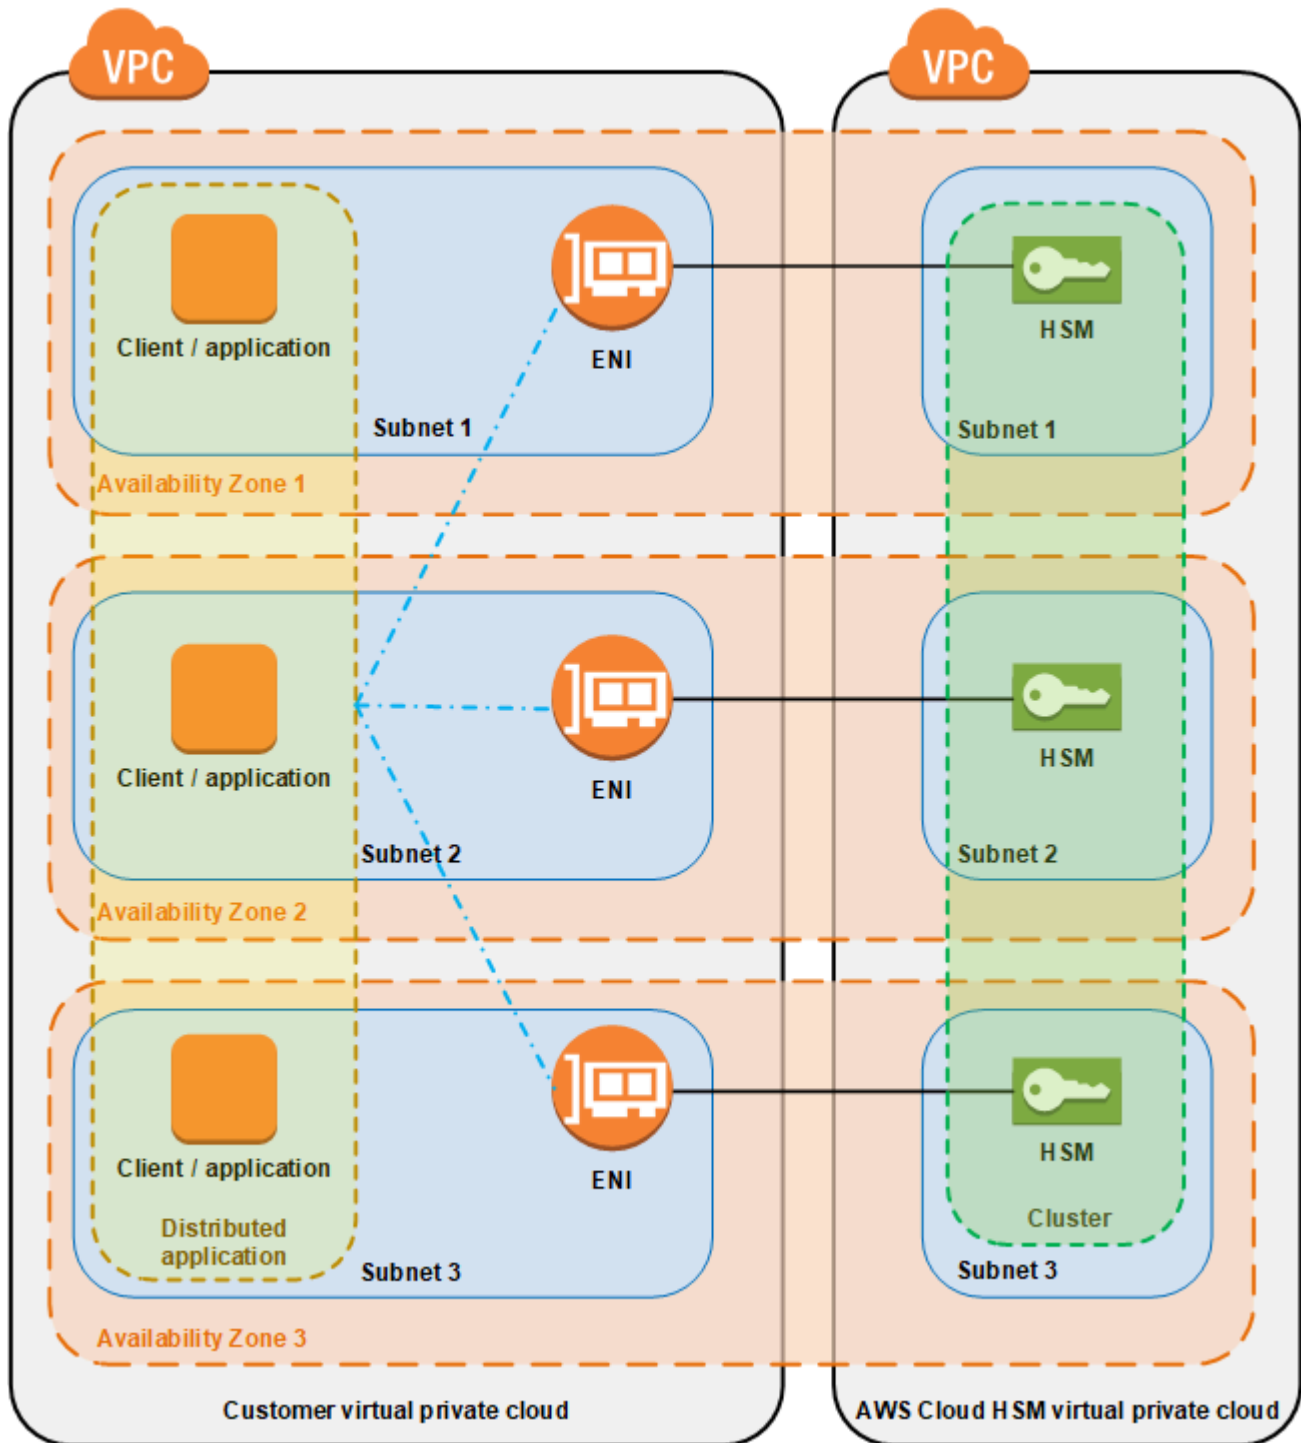 VPC
VPC
Client / application
ENI
HSM
Subnet 1
Subnet 1
Availability Zone 1
Client / application
ENI
HSM
Subnet 2
Subnet 2
Availability Zone 2
Client / application
ENI
HSM
Distributed
application
Cluster
Subnet 3
Subnet 3
Availability Zone 3
Customer virtual private cloud
AWS Cloud HSM virtual private cloud